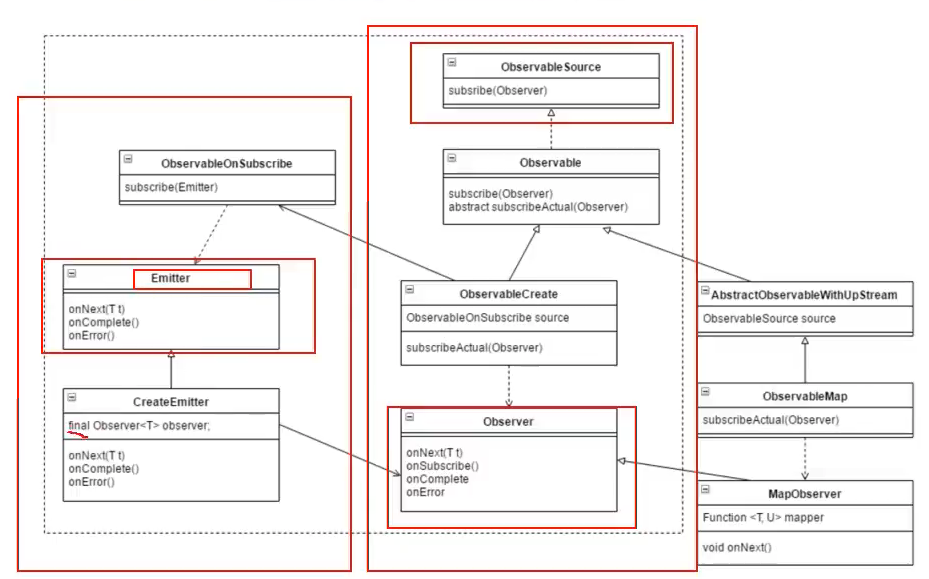 ObservableSource
subsribe(Observer)
ObservableOnSubscribe
subscribe(Emitter)
Observable
subscribe(Observer)
abstract subscribeActual(Observer)
Emitter
onNext(T t)
onComplete()
onError()
ObservableCreate
ObservableOnSubscribe source
subscribeActual(Observer)
AbstractObservableWithUpStream
ObservableSource source
CreateEmitter
final Observer<T> observer;
onNext(T t)
onComplete()
onError()
Observer
onNext(T t)
onSubscribe()
onComplete
onError
ObservableMap
subscribeActual(Observer)
MapObserver
Function <T, U> mapper
void onNext()